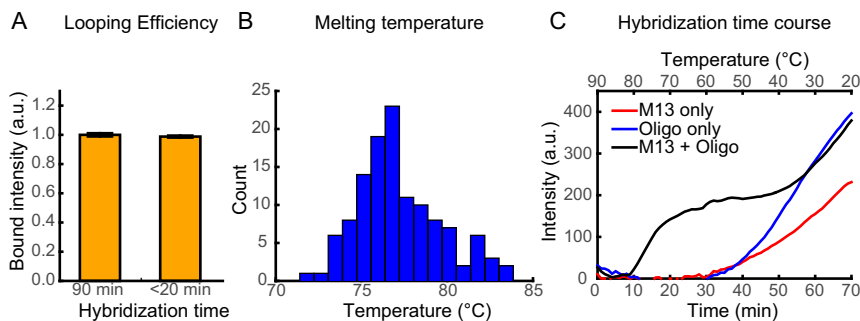 A Looping Efficiency
Bound intensity (a.u.)
1.2
1.0
0.8
0.6
0.4
0.2
0.0
90 min <20 min
Hybridization time
B Melting temperature
Count
25
20
15
10
5
0
70 75 80 85
Temperature (°C)
C Hybridization time course
Temperature (°C)
90 80 70 60 50 40 30 20
Intensity (a.u.)
400
300
200
100
0
M13 only
Oligo only
M13 + Oligo
0 10 20 30 40 50 60 70
Time (min)